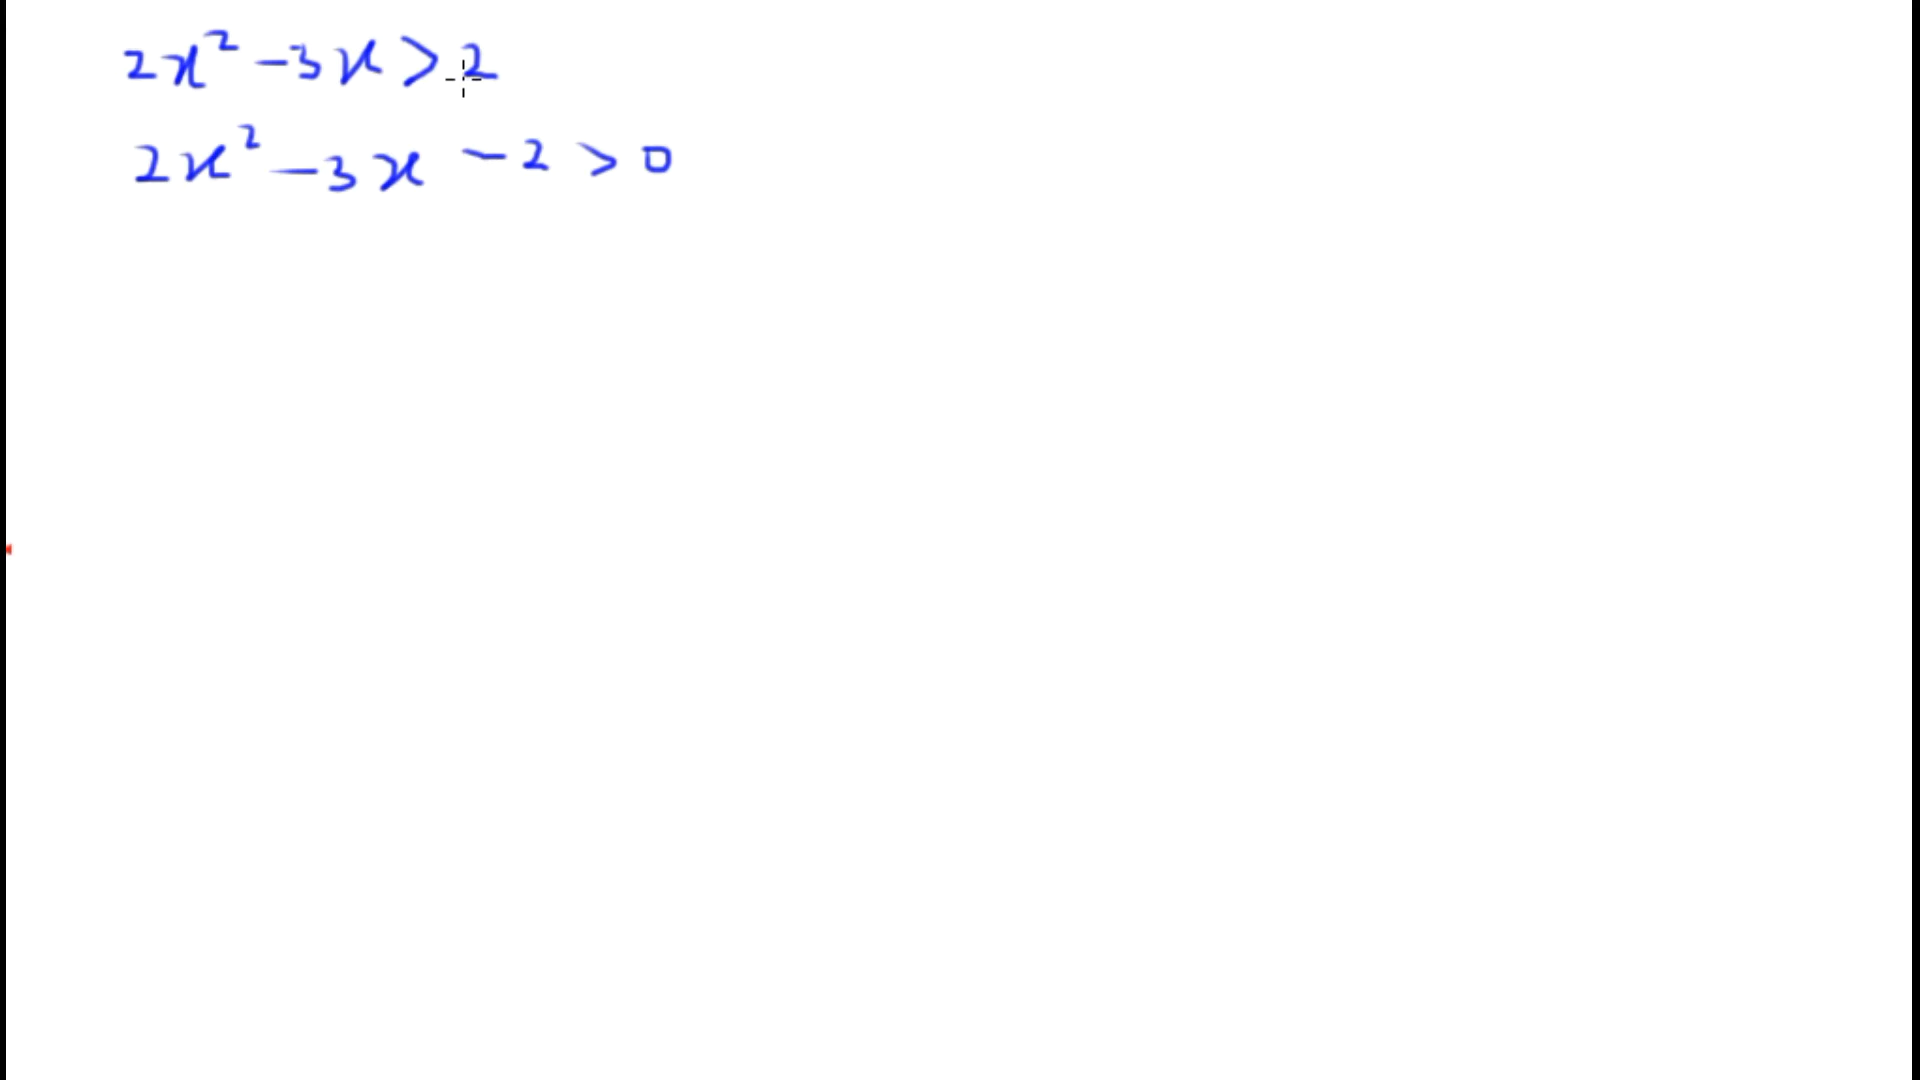 2x² - 3x > 2
2x² - 3x - 2 > 0